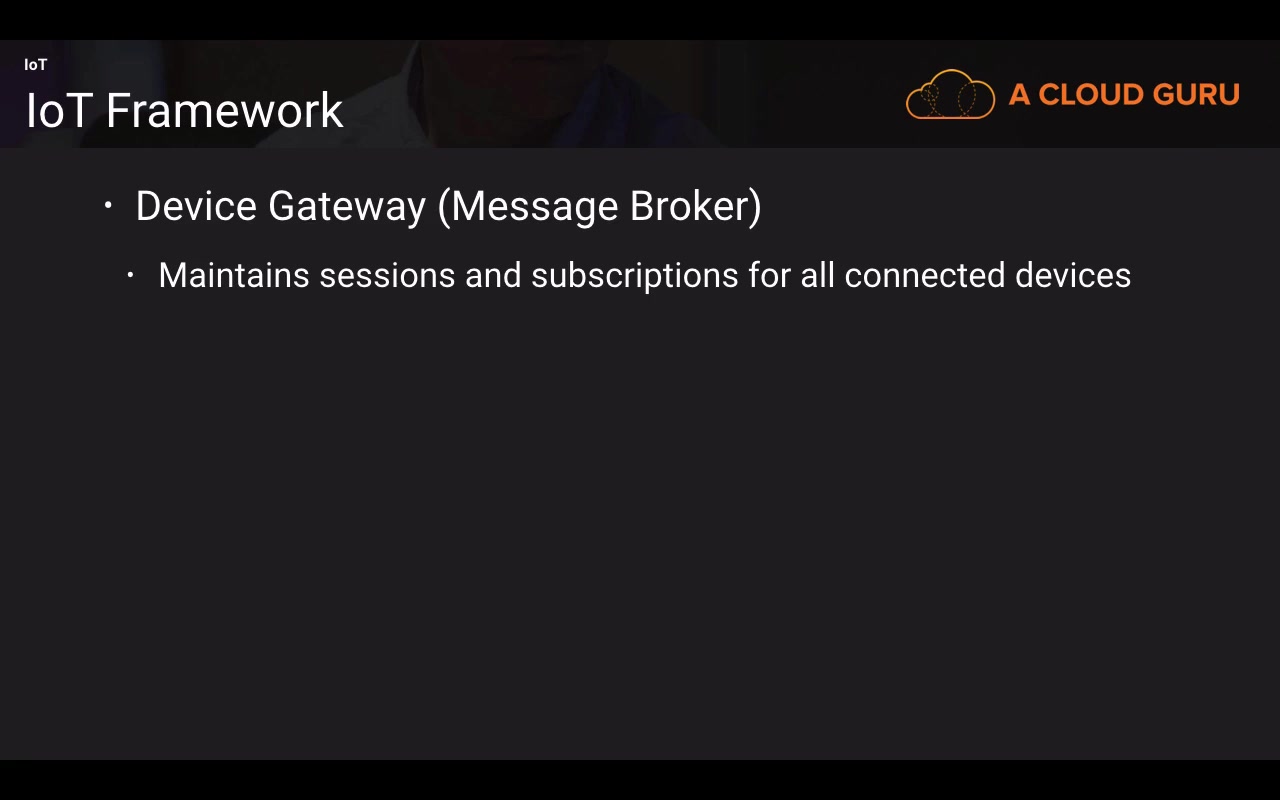 IoT
IoT Framework
A CLOUD GURU
• Device Gateway (Message Broker)
• Maintains sessions and subscriptions for all connected devices